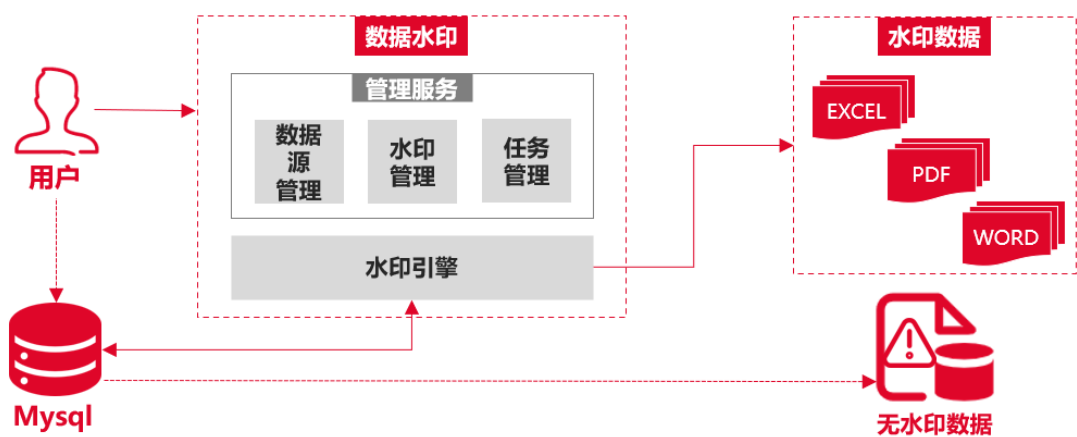 数据水印
管理服务
数据
源
管理
水印
管理
任务
管理
水印引擎
用户
Mysql
水印数据
EXCEL
PDF
WORD
无水印数据